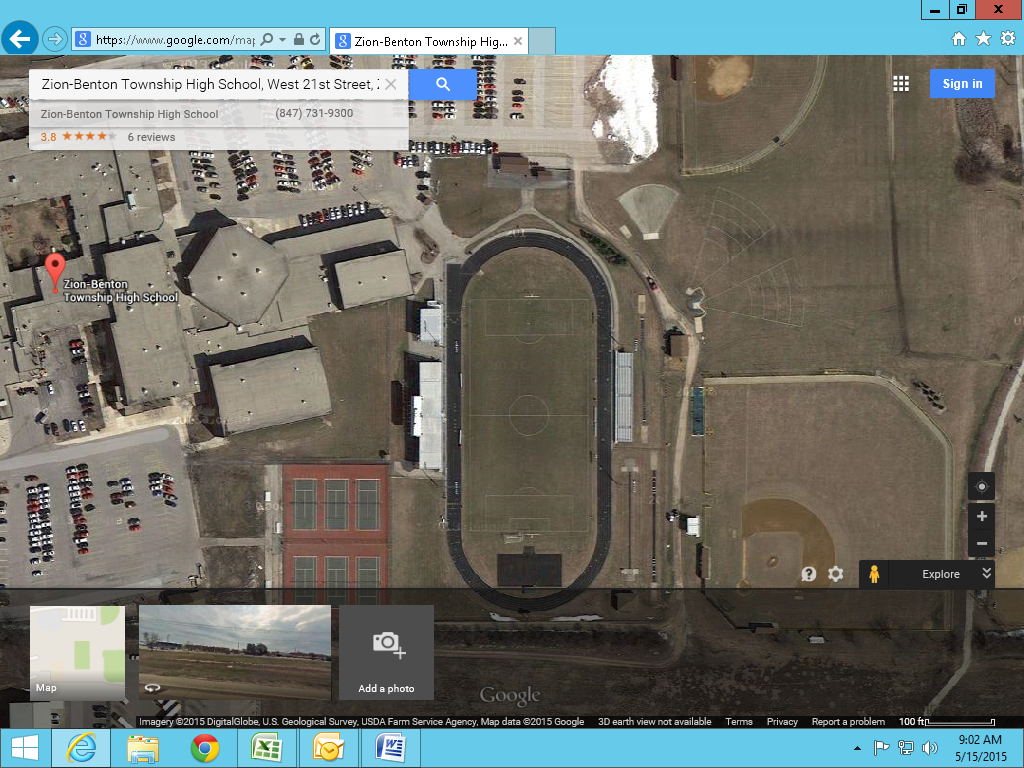 https://www.google.com/map
Zion-Benton Township Hig...
Zion-Benton Township High School, West 21st Street,
Sign in
Zion-Benton Township High School
(847) 731-9300
3.8
6 reviews
Zion-Benton
Township High School
Explore
Map
Add a photo
Google
Imagery ©2015 DigitalGlobe, U.S. Geological Survey, USDA Farm Service Agency, Map data ©2015 Google
3D earth view not available
Terms
Privacy
Report a problem
100 ft
9:02 AM
5/15/2015